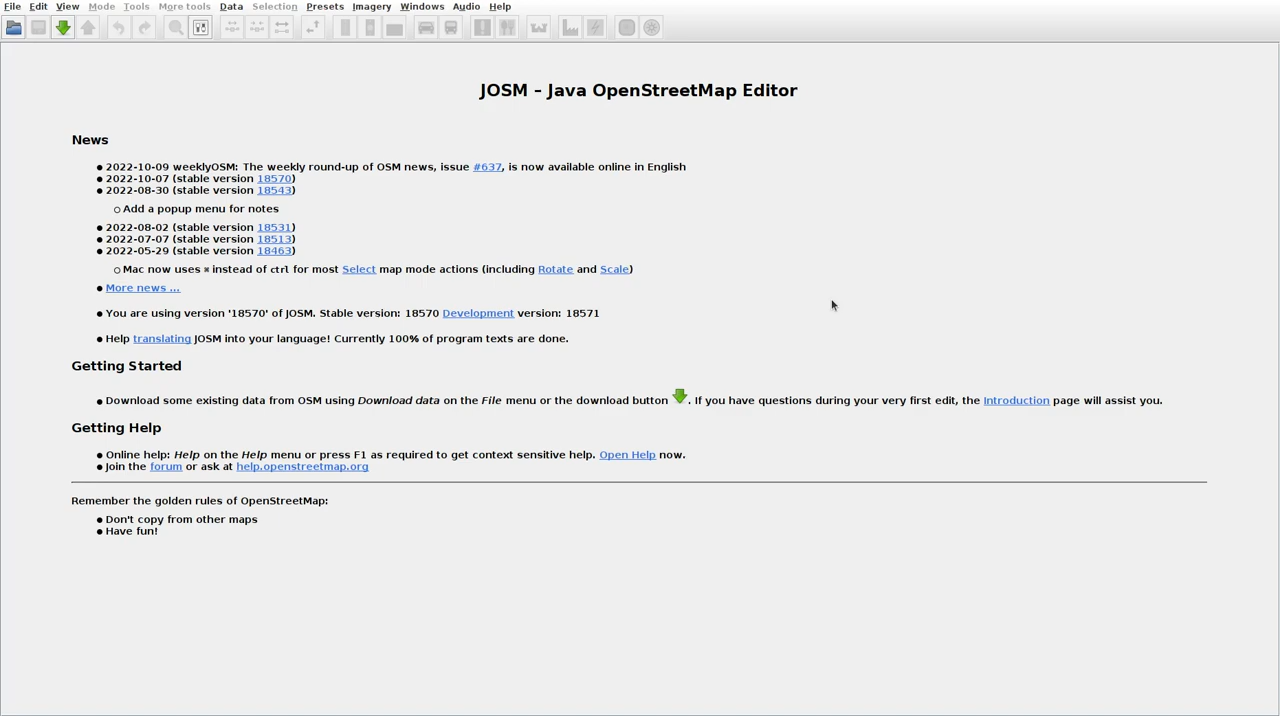 File Edit View Mode Tools More tools Data Selection Presets Imagery Windows Audio Help
JOSM – Java OpenStreetMap Editor
News
2022-10-09 weeklyOSM: The weekly round-up of OSM news, issue #637, is now available online in English
2022-10-07 (stable version 18570)
2022-08-30 (stable version 18543)
Add a popup menu for notes
2022-08-02 (stable version 18531)
2022-07-07 (stable version 18513)
2022-05-29 (stable version 18463)
Mac now uses ⌘ instead of ctrl for most Select map mode actions (including Rotate and Scale)
More news ...
You are using version '18570' of JOSM. Stable version: 18570 Development version: 18571
Help translating JOSM into your language! Currently 100% of program texts are done.
Getting Started
Download some existing data from OSM using Download data on the File menu or the download button . If you have questions during your very first edit, the Introduction page will assist you.
Getting Help
Online help: Help on the Help menu or press F1 as required to get context sensitive help. Open Help now.
Join the forum or ask at help.openstreetmap.org
Remember the golden rules of OpenStreetMap:
Don't copy from other maps
Have fun!